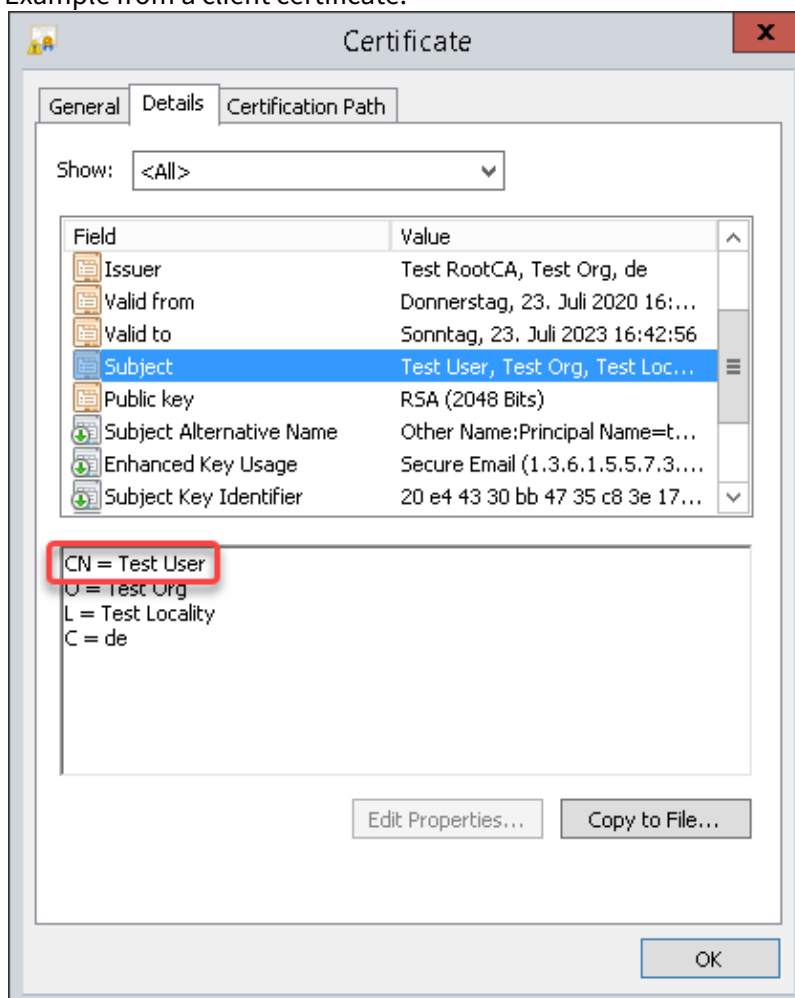 Example from a client certificate:
Certificate
x
General Details Certification Path
Show: <All>
Field Value
Issuer Test RootCA, Test Org, de
Valid from Donnerstag, 23. Juli 2020 16:...
Valid to Sonntag, 23. Juli 2023 16:42:56
Subject Test User, Test Org, Test Loc...
Public key RSA (2048 Bits)
Subject Alternative Name Other Name:Principal Name=t...
Enhanced Key Usage Secure Email (1.3.6.1.5.5.7.3....
Subject Key Identifier 20 e4 43 30 bb 47 35 c8 3e 17...
CN = Test User
O = Test Org
L = Test Locality
C = de
Edit Properties... Copy to File...
OK